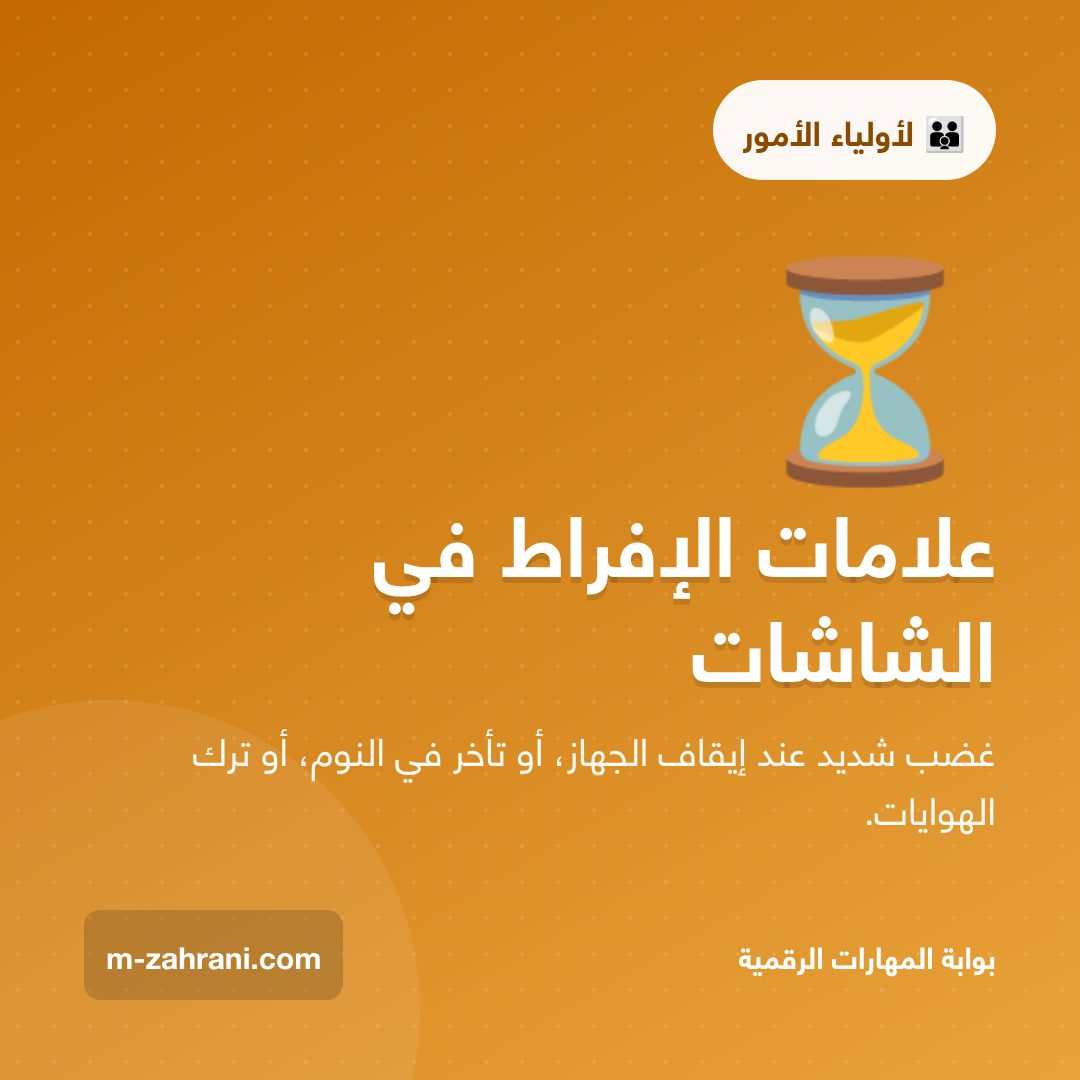 لأولياء الأمور
علامات الإفراط في
الشاشات
غضب شديد عند إيقاف الجهاز، أو تأخر في النوم، أو ترك
الهوايات.
بوابة المهارات الرقمية
m-zahrani.com